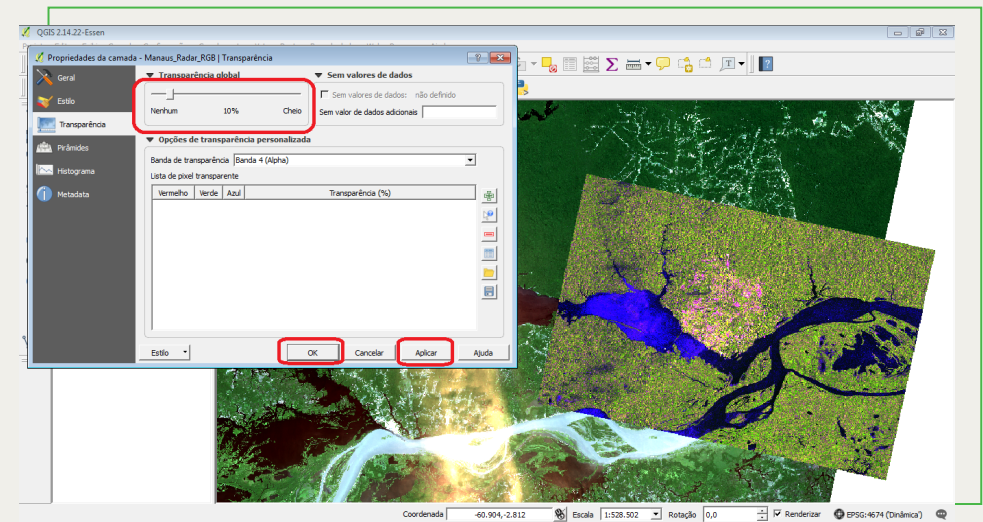 QGIS 2.14.22-Essen
Propriedades da camada - Manaus_Radar_RGB | Transparência
Geral
Estilo
Transparência
Pirâmides
Histograma
Metadata
Transparência global
Nenhum 10% Cheio
Sem valores de dados
Sem valores de dados: não definido
Sem valor de dados adicionais
Opções de transparência personalizada
Banda de transparência Banda 4 (Alpha)
Lista de pixel transparente
Vermelho Verde Azul Transparência (%)
Estilo OK Cancelar Aplicar Ajuda
Coordenada -60.904,-2.812 Escala 1:528.502 Rotação 0,0 Renderizar EPSG:4674 ('Dinâmica')